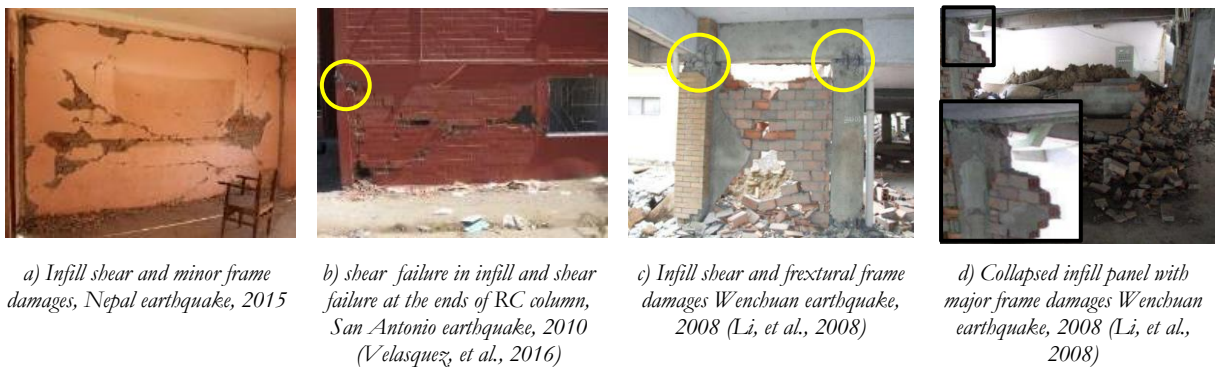 a) Infill shear and minor frame
damages, Nepal earthquake, 2015
b) shear  failure in infill and shear
failure at the ends of RC column,
San Antonio earthquake, 2010
(Velasquez, et al., 2016)
c) Infill shear and frextural frame
damages Wenchuan earthquake,
2008 (Li, et al., 2008)
d) Collapsed infill panel with
major frame damages Wenchuan
earthquake, 2008 (Li, et al.,
2008)